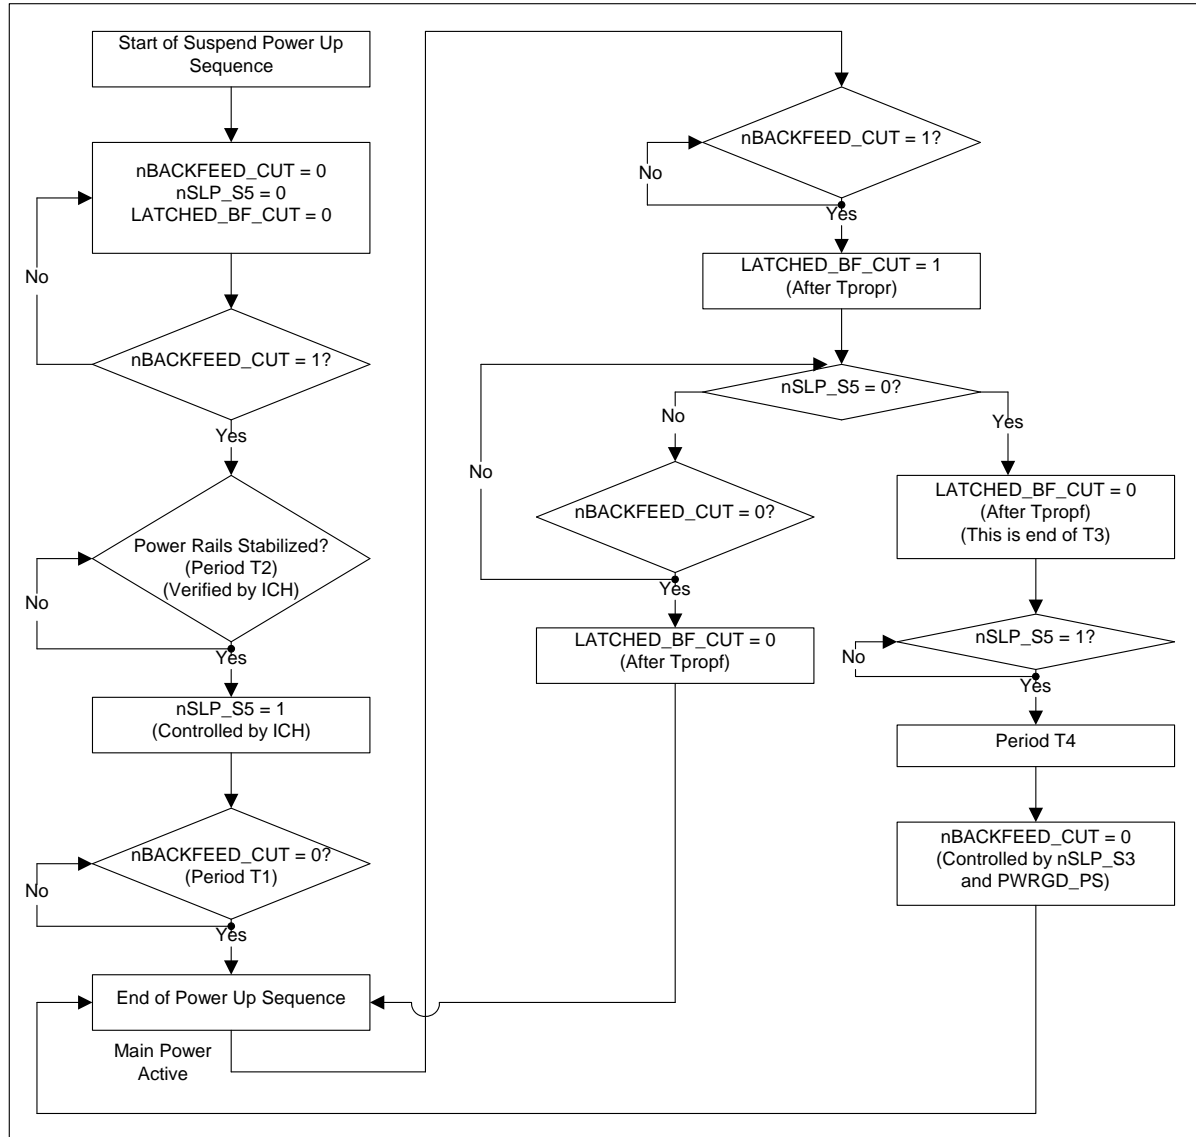 Start of Suspend Power Up
Sequence
nBACKFEED_CUT = 0
nSLP_S5 = 0
LATCHED_BF_CUT = 0
No
nBACKFEED_CUT = 1?
Yes
Power Rails Stabilized?
(Period T2)
(Verified by ICH)
No
Yes
nSLP_S5 = 1
(Controlled by ICH)
nBACKFEED_CUT = 0?
(Period T1)
No
Yes
End of Power Up Sequence
Main Power
Active
nBACKFEED_CUT = 1?
No
Yes
LATCHED_BF_CUT = 1
(After Tpropr)
nSLP_S5 = 0?
No
Yes
No
nBACKFEED_CUT = 0?
Yes
LATCHED_BF_CUT = 0
(After Tpropf)
LATCHED_BF_CUT = 0
(After Tpropf)
(This is end of T3)
nSLP_S5 = 1?
No
Yes
Period T4
nBACKFEED_CUT = 0
(Controlled by nSLP_S3
and PWRGD_PS)